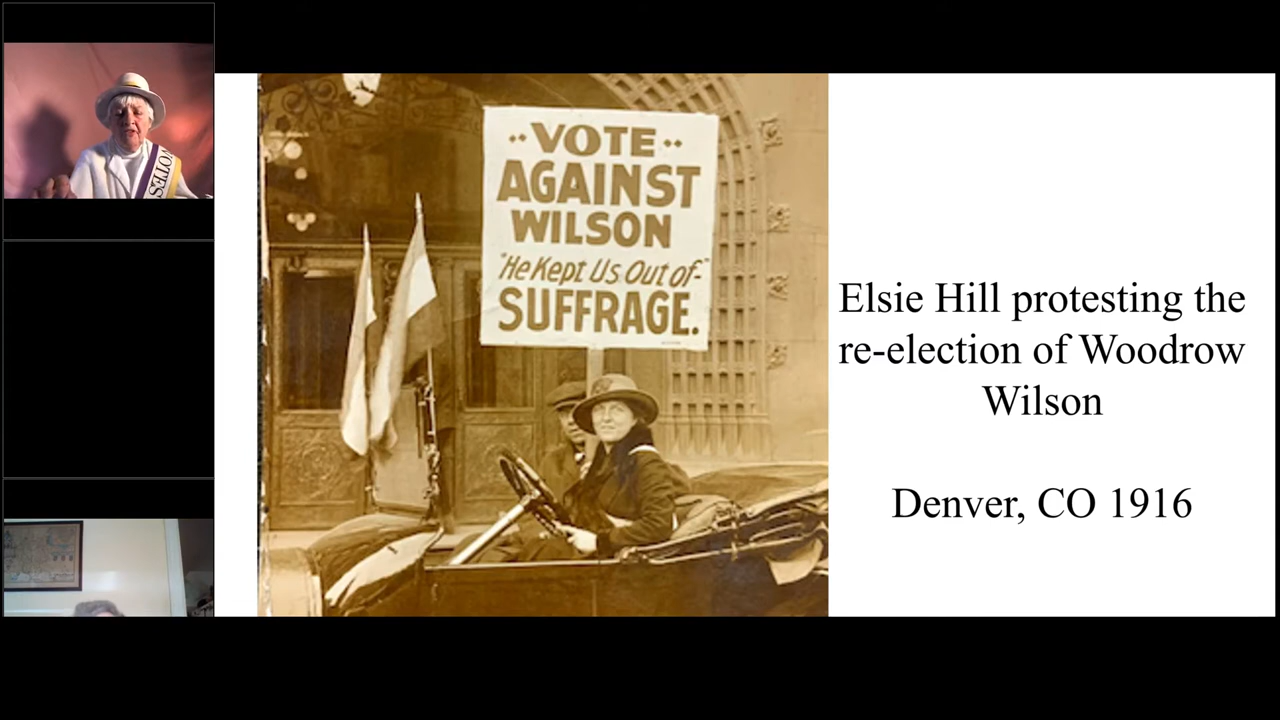 VOTES
·· VOTE ··
AGAINST
WILSON
"He Kept Us Out of-"
SUFFRAGE.
Elsie Hill protesting the
re-election of Woodrow
Wilson
Denver, CO 1916